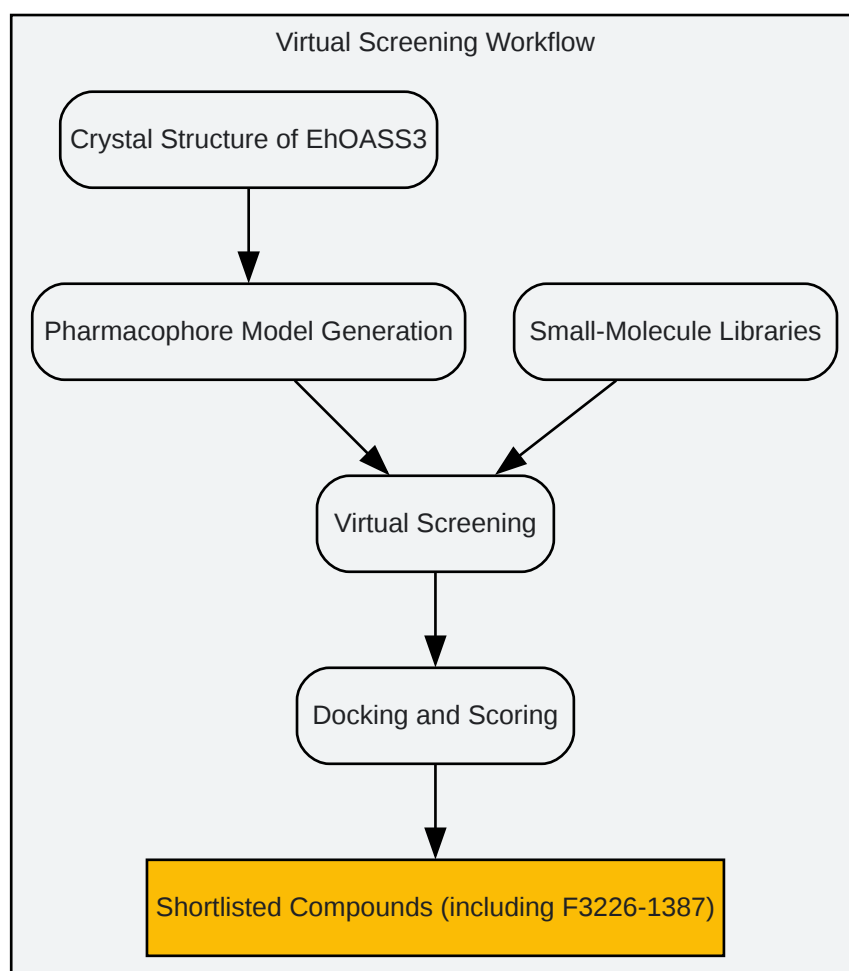 Virtual Screening Workflow
Crystal Structure of EhOASS3
Pharmacophore Model Generation
Small-Molecule Libraries
Virtual Screening
Docking and Scoring
Shortlisted Compounds (including F3226-1387)